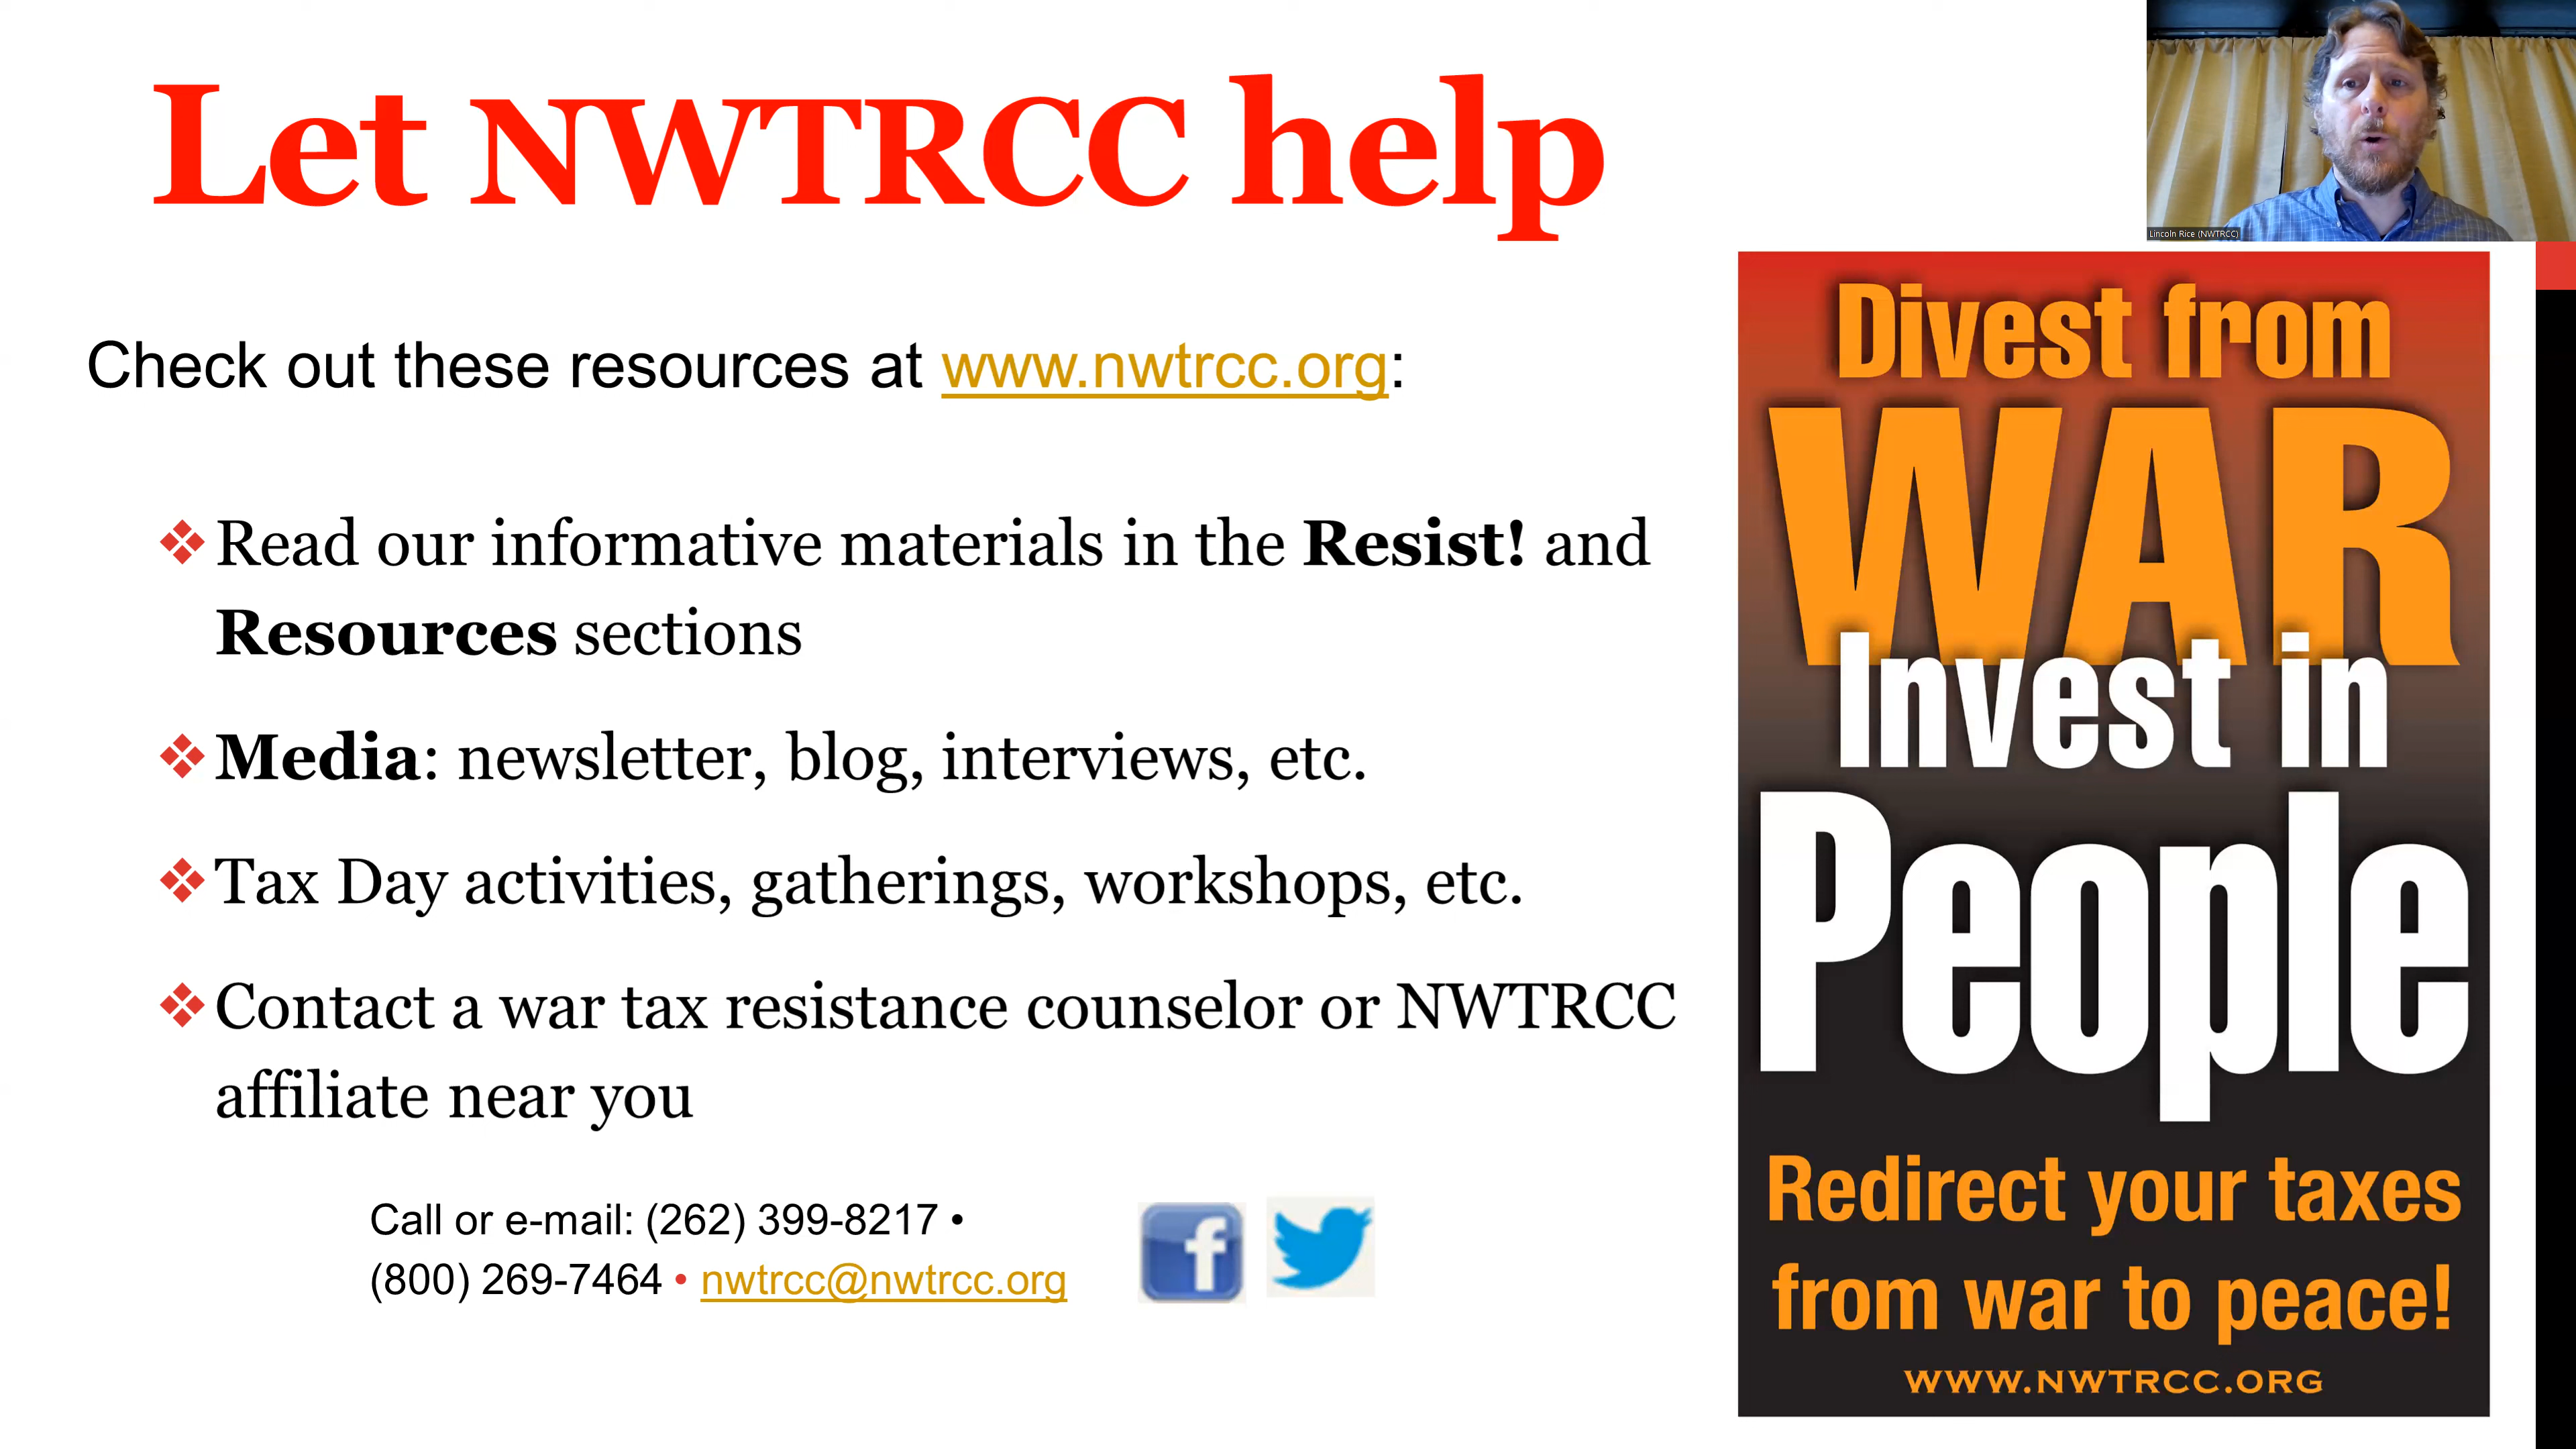 Let NWTRCC help
Lincoln Rice (NWTRCC)
Check out these resources at www.nwtrcc.org:
❖ Read our informative materials in the Resist! and
Resources sections
❖ Media: newsletter, blog, interviews, etc.
❖ Tax Day activities, gatherings, workshops, etc.
❖ Contact a war tax resistance counselor or NWTRCC
affiliate near you
Call or e-mail: (262) 399-8217 •
(800) 269-7464 • nwtrcc@nwtrcc.org
Divest from
WAR
Invest in
People
Redirect your taxes
from war to peace!
WWW.NWTRCC.ORG